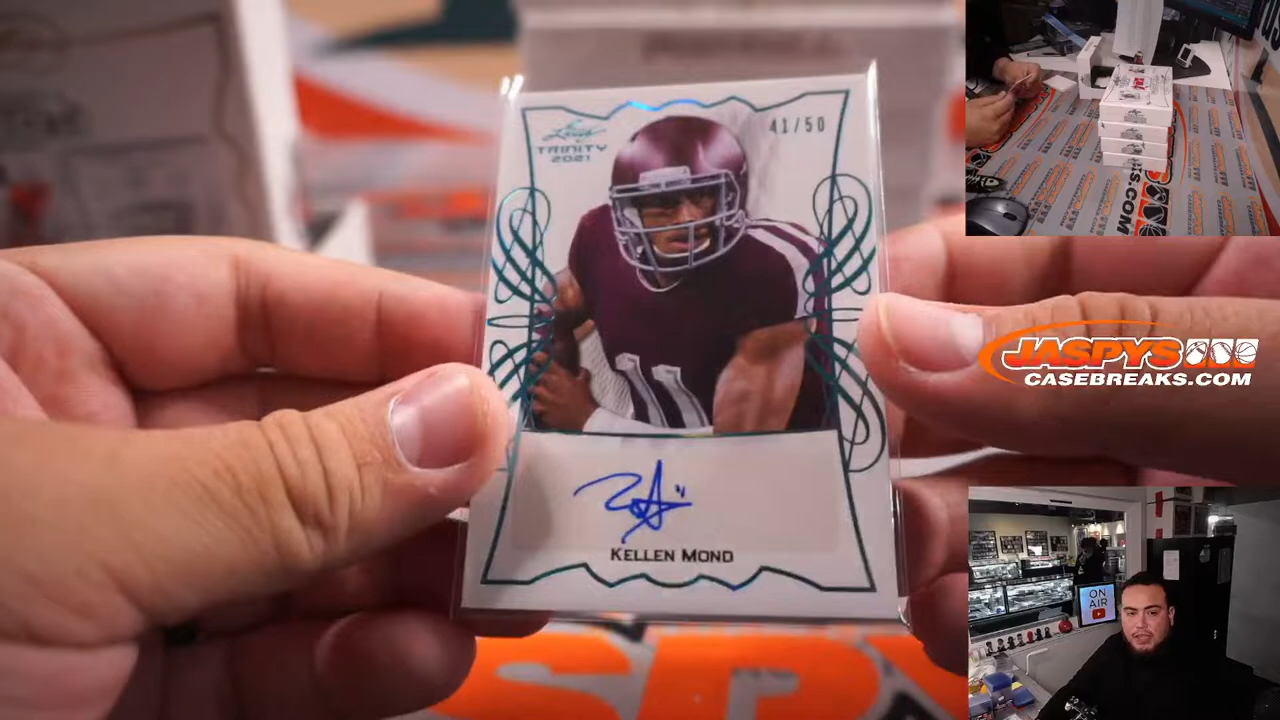 Leaf
TRINITY
2021
41/50
11
KELLEN MOND
JASPYS
CASEBREAKS.COM
ON
AIR